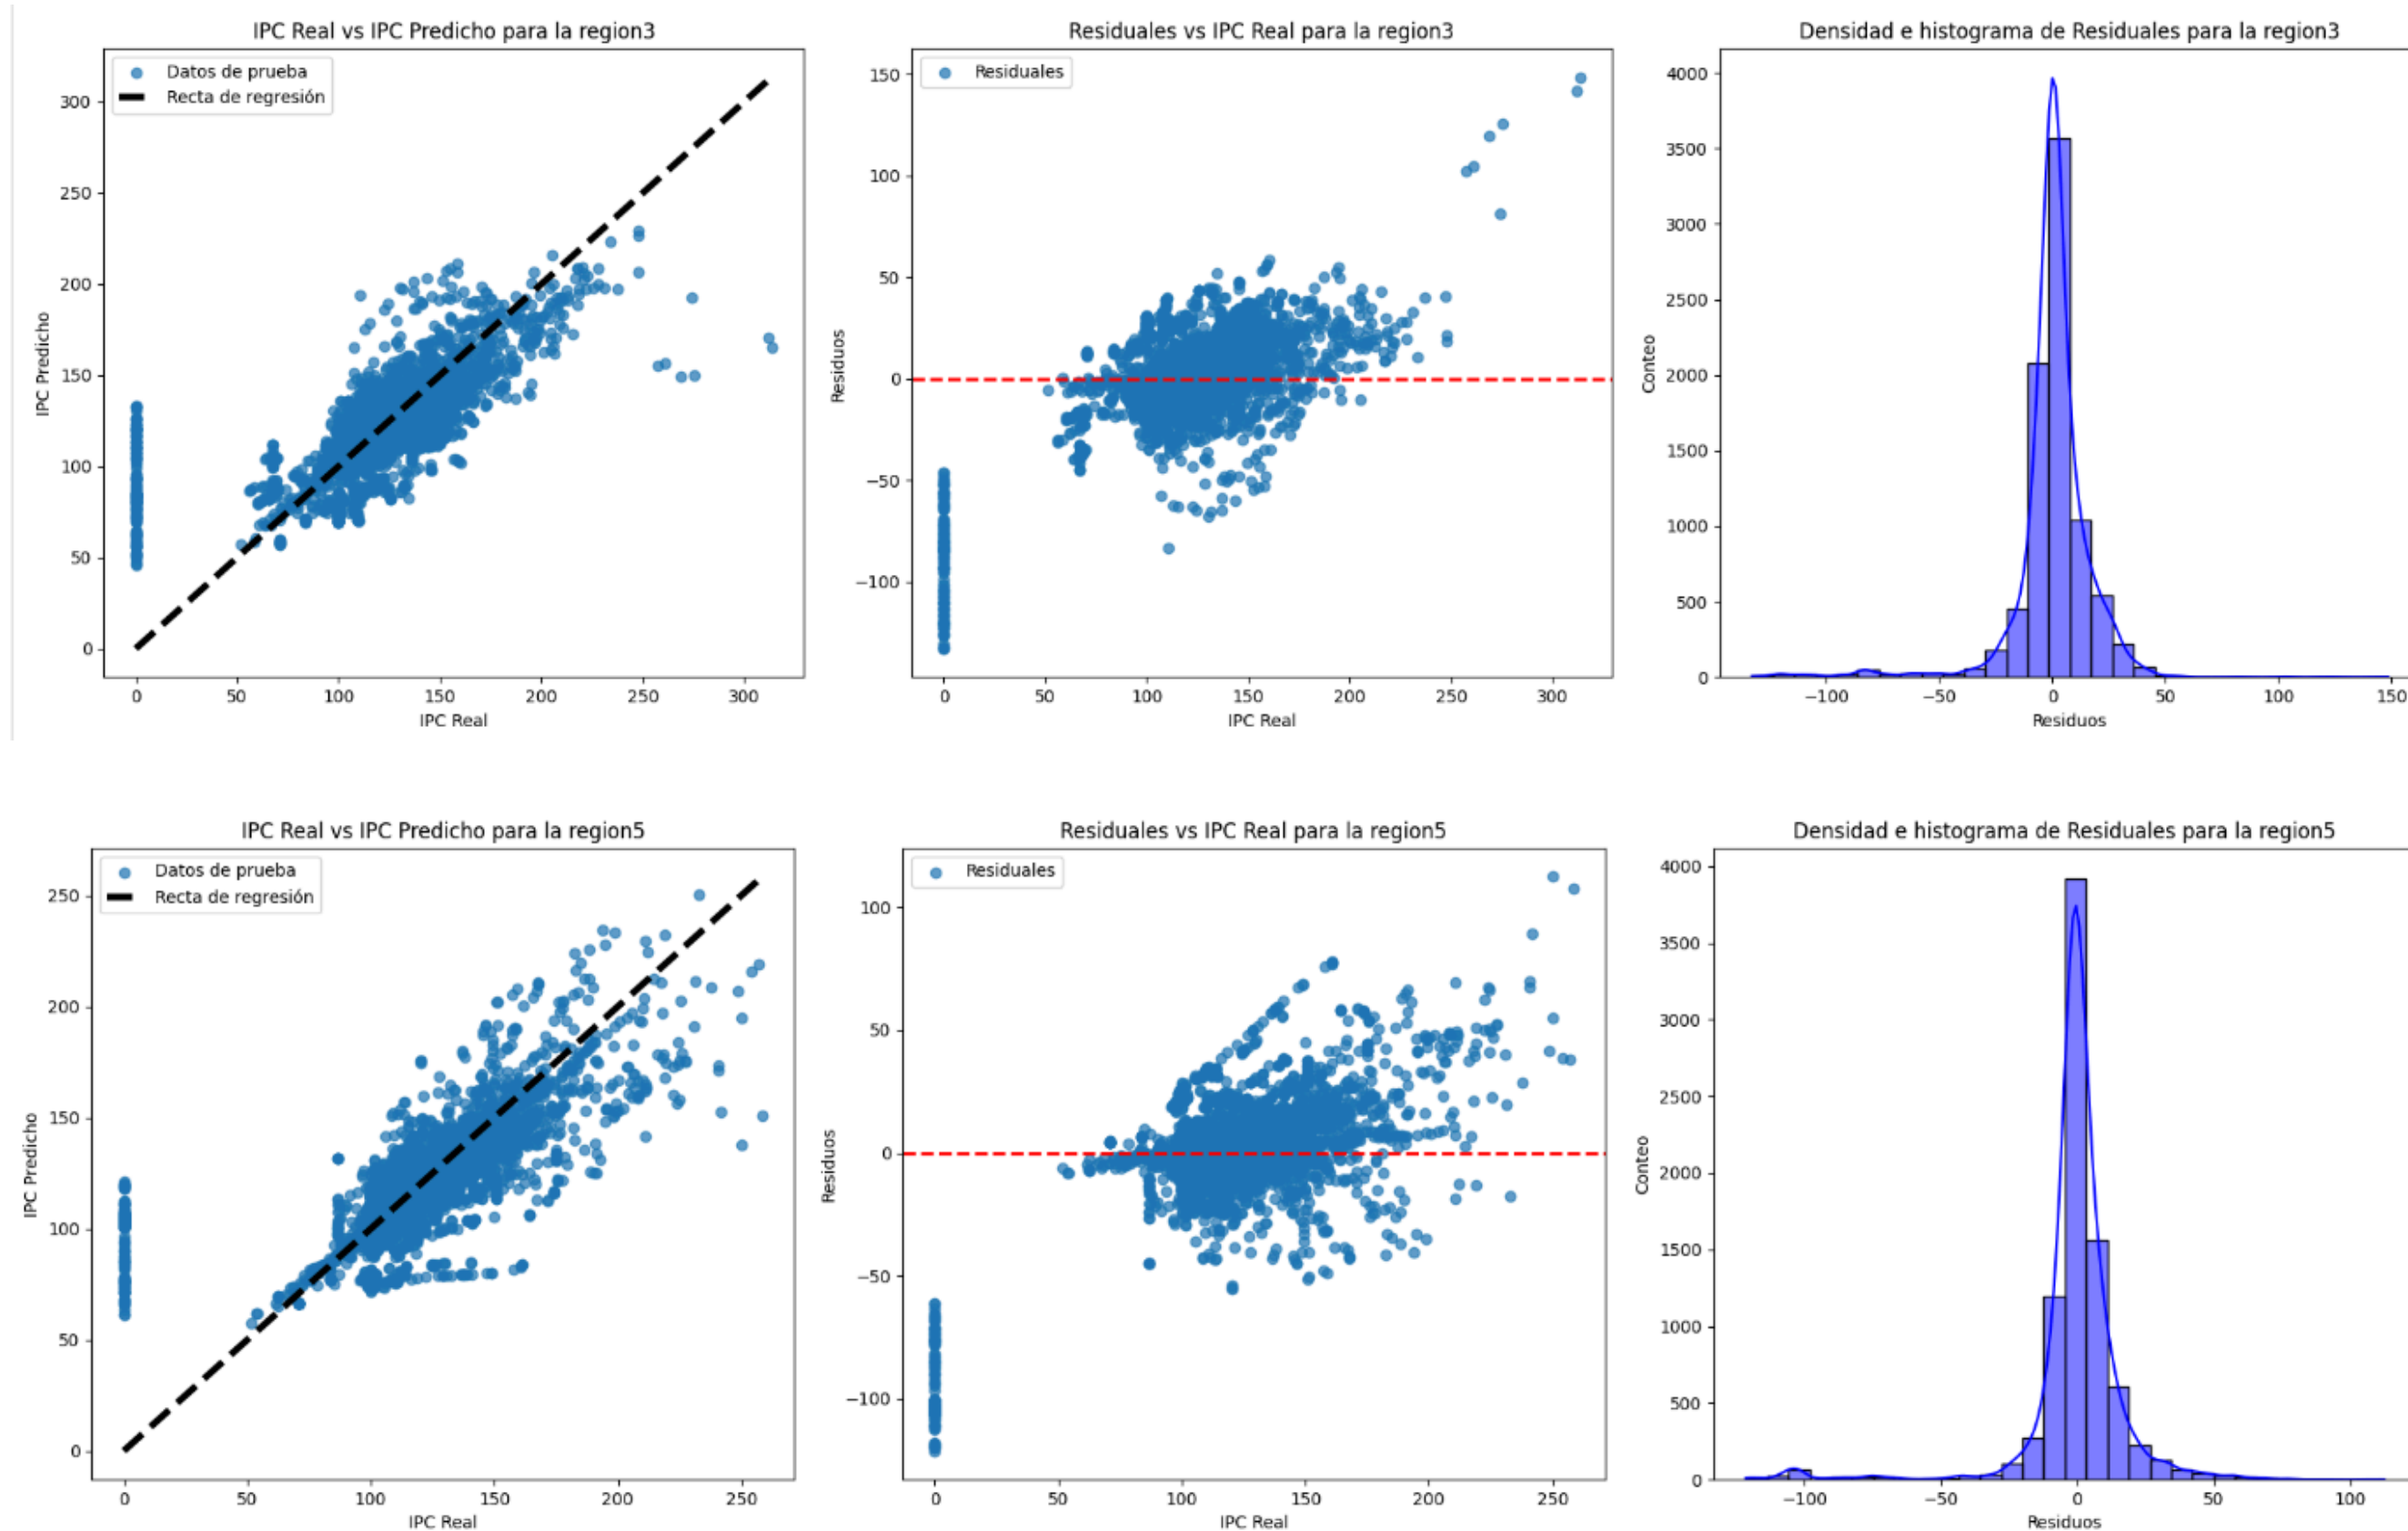 IPC Real vs IPC Predicho para la region3
Datos de prueba
Recta de regresión
300
250
200
150
100
50
0
IPC Predicho
0 50 100 150 200 250 300
IPC Real
Residuales vs IPC Real para la region3
Residuales
150
100
50
0
−50
−100
Residuos
0 50 100 150 200 250 300
IPC Real
Densidad e histograma de Residuales para la region3
4000
3500
3000
2500
2000
1500
1000
500
0
Conteo
−100 −50 0 50 100 150
Residuos
IPC Real vs IPC Predicho para la region5
Datos de prueba
Recta de regresión
250
200
150
100
50
0
IPC Predicho
0 50 100 150 200 250
IPC Real
Residuales vs IPC Real para la region5
Residuales
100
50
0
−50
−100
Residuos
0 50 100 150 200 250
IPC Real
Densidad e histograma de Residuales para la region5
4000
3500
3000
2500
2000
1500
1000
500
0
Conteo
−100 −50 0 50 100
Residuos